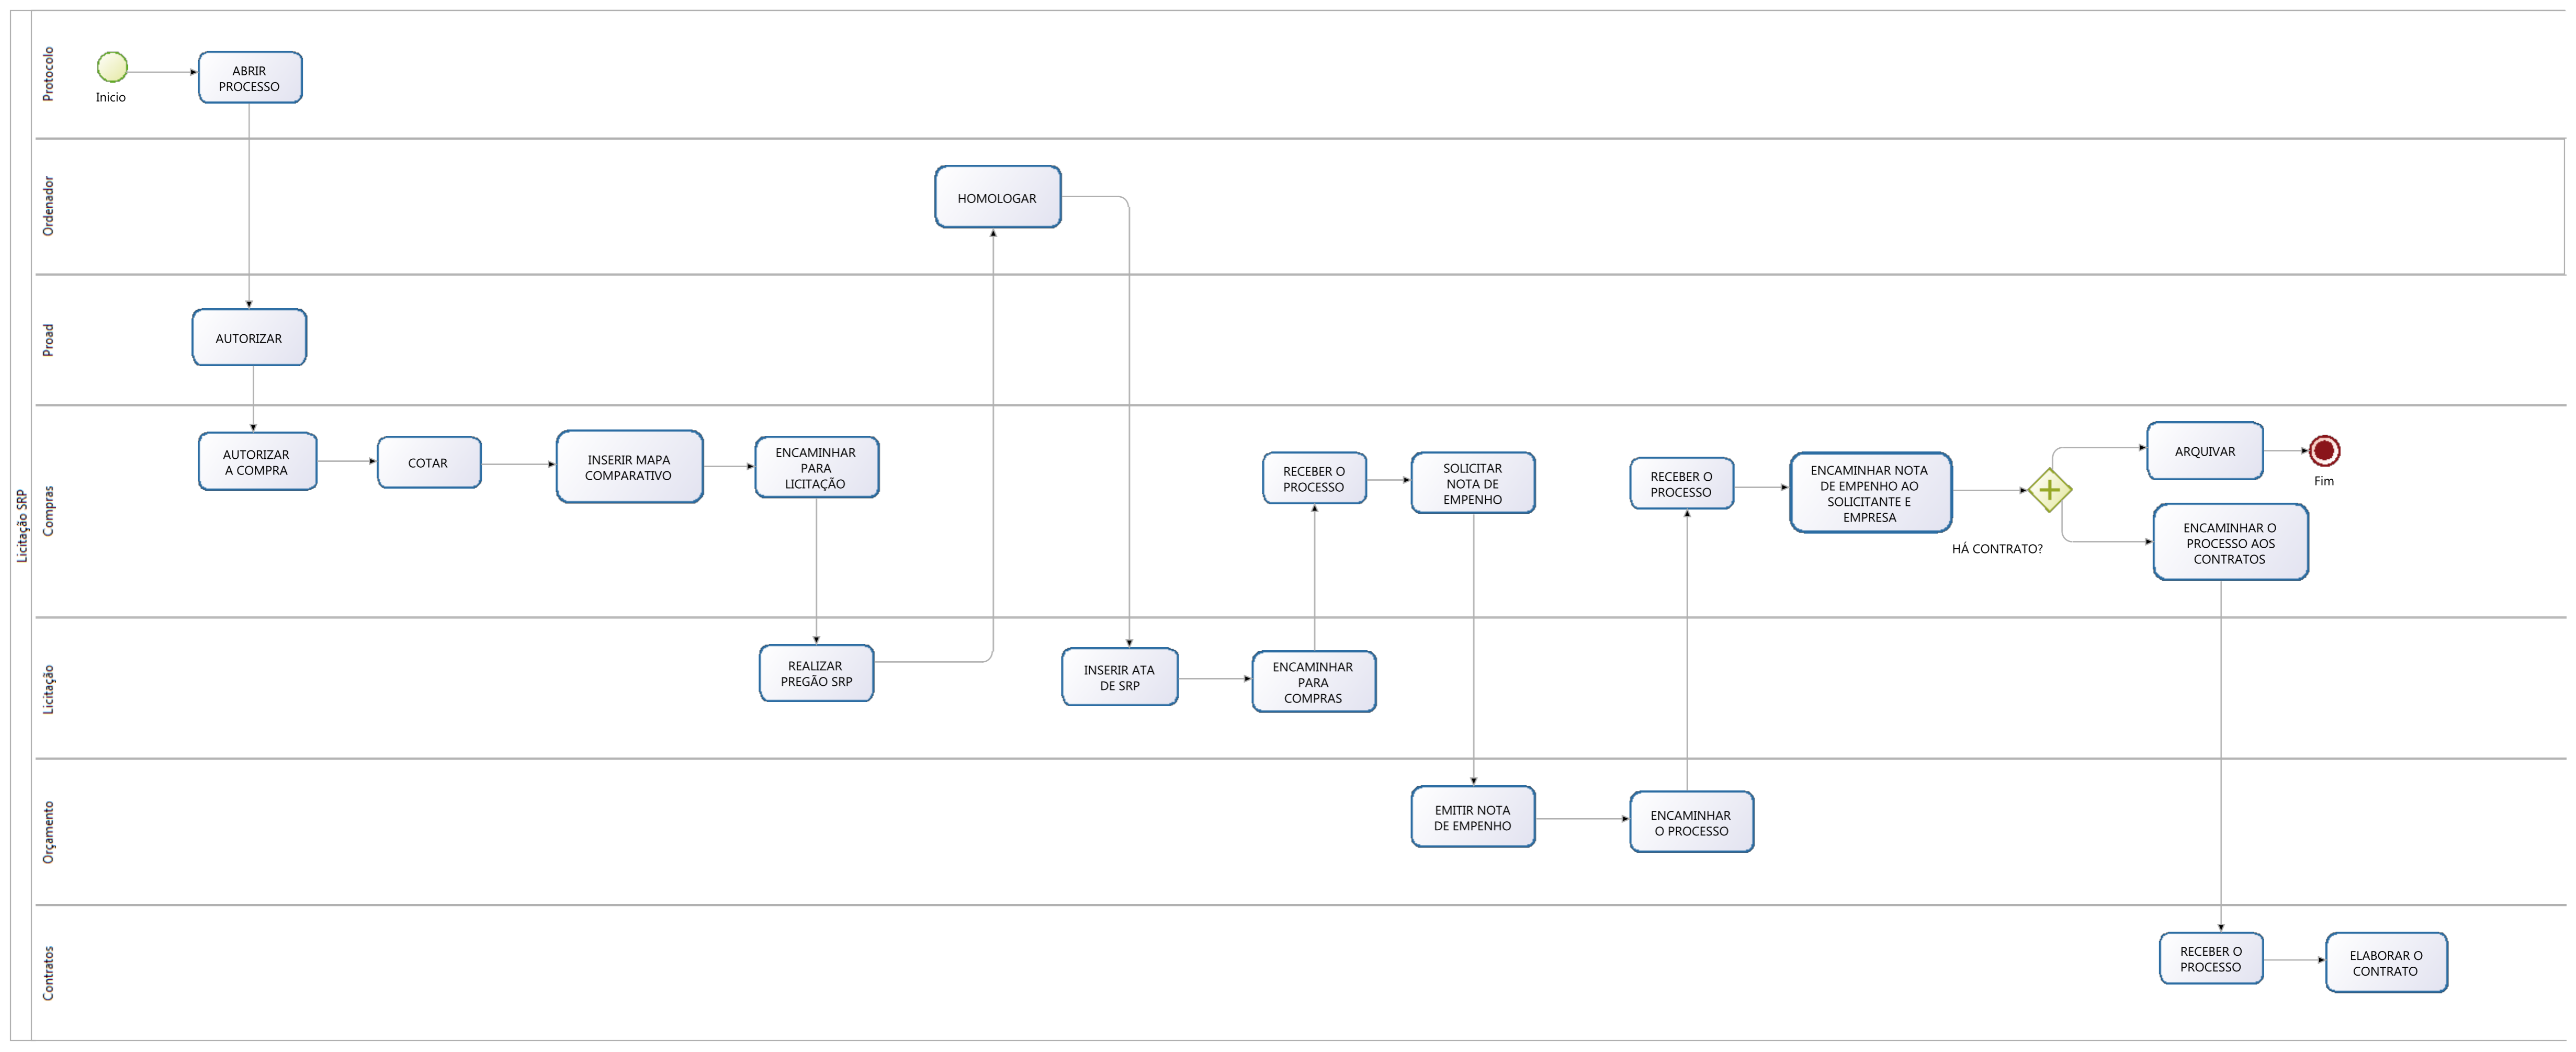 Licitação SRP
Protocolo
Inicio
ABRIR
PROCESSO
Ordenador
HOMOLOGAR
Proad
AUTORIZAR
Compras
AUTORIZAR
A COMPRA
COTAR
INSERIR MAPA
COMPARATIVO
ENCAMINHAR
PARA
LICITAÇÃO
RECEBER O
PROCESSO
SOLICITAR
NOTA DE
EMPENHO
RECEBER O
PROCESSO
ENCAMINHAR NOTA
DE EMPENHO AO
SOLICITANTE E
EMPRESA
HÁ CONTRATO?
ARQUIVAR
Fim
ENCAMINHAR O
PROCESSO AOS
CONTRATOS
Licitação
REALIZAR
PREGÃO SRP
INSERIR ATA
DE SRP
ENCAMINHAR
PARA
COMPRAS
Orçamento
EMITIR NOTA
DE EMPENHO
ENCAMINHAR
O PROCESSO
Contratos
RECEBER O
PROCESSO
ELABORAR O
CONTRATO